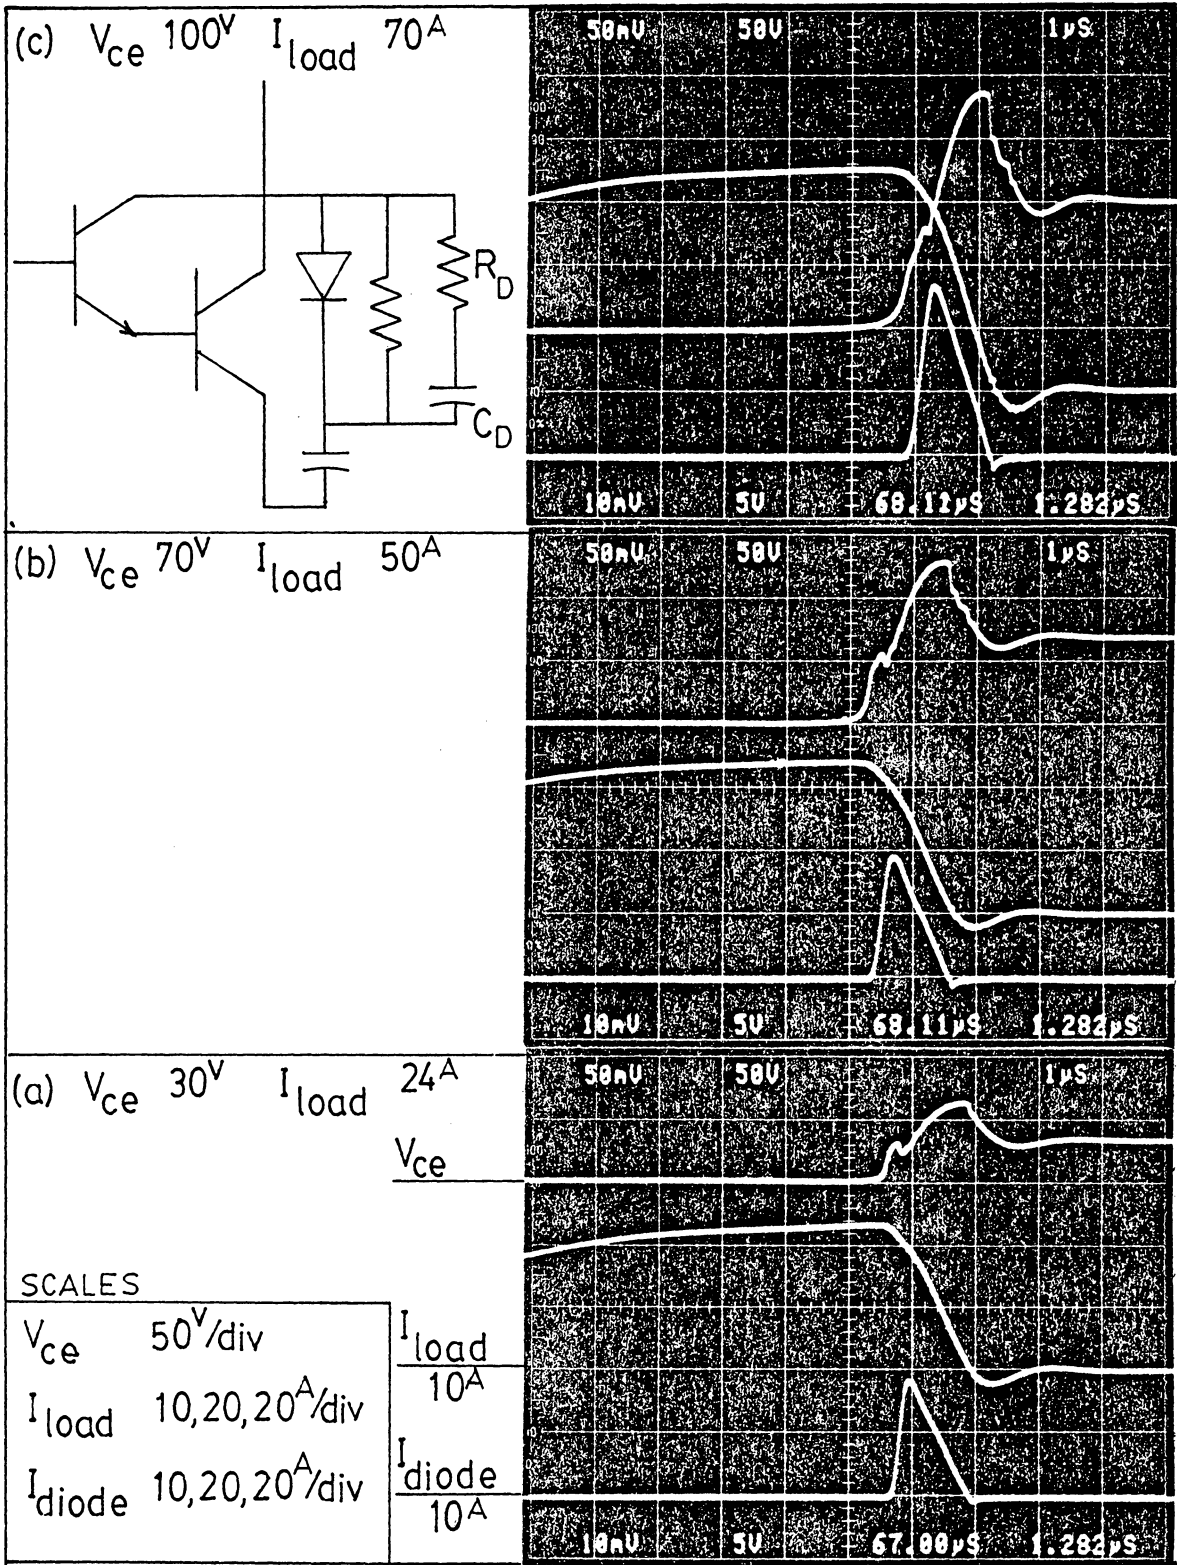 (c) Vce 100V Iload 70A
50mV 50V 1µS
RD
CD
10mV 5V 68.11µS 1.282µS
(b) Vce 70V Iload 50A
50mV 50V 1µS
10mV 5V 68.11µS 1.282µS
(a) Vce 30V Iload 24A
50mV 50V 1µS
Vce
SCALES
Vce 50V/div
Iload 10,20,20A/div
Idiode 10,20,20A/div
Iload
10A
Idiode
10A
10mV 5V 67.00µS 1.282µS